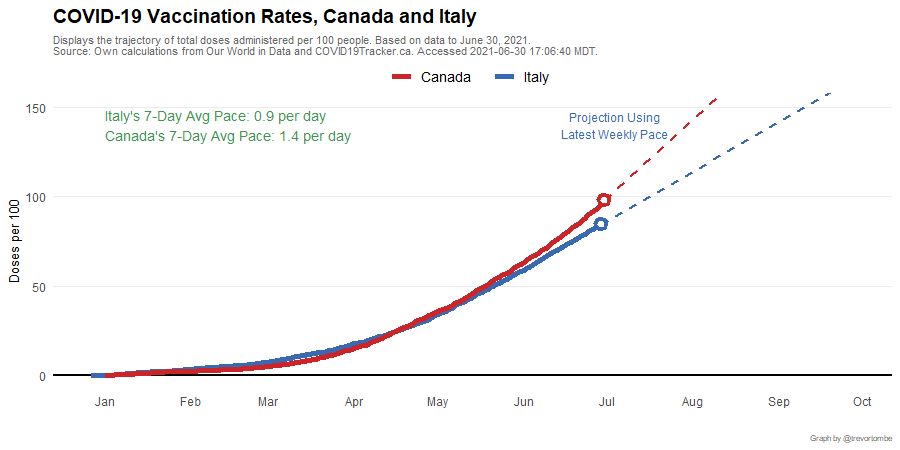 COVID-19 Vaccination Rates, Canada and Italy
Displays the trajectory of total doses administered per 100 people. Based on data to June 30, 2021.
Source: Own calculations from Our World in Data and COVID19Tracker.ca. Accessed 2021-06-30 17:06:40 MDT.
Canada Italy
Italy's 7-Day Avg Pace: 0.9 per day
Canada's 7-Day Avg Pace: 1.4 per day
Projection Using
Latest Weekly Pace
Doses per 100
150
100
50
0
Jan Feb Mar Apr May Jun Jul Aug Sep Oct
Graph by @trevortombe